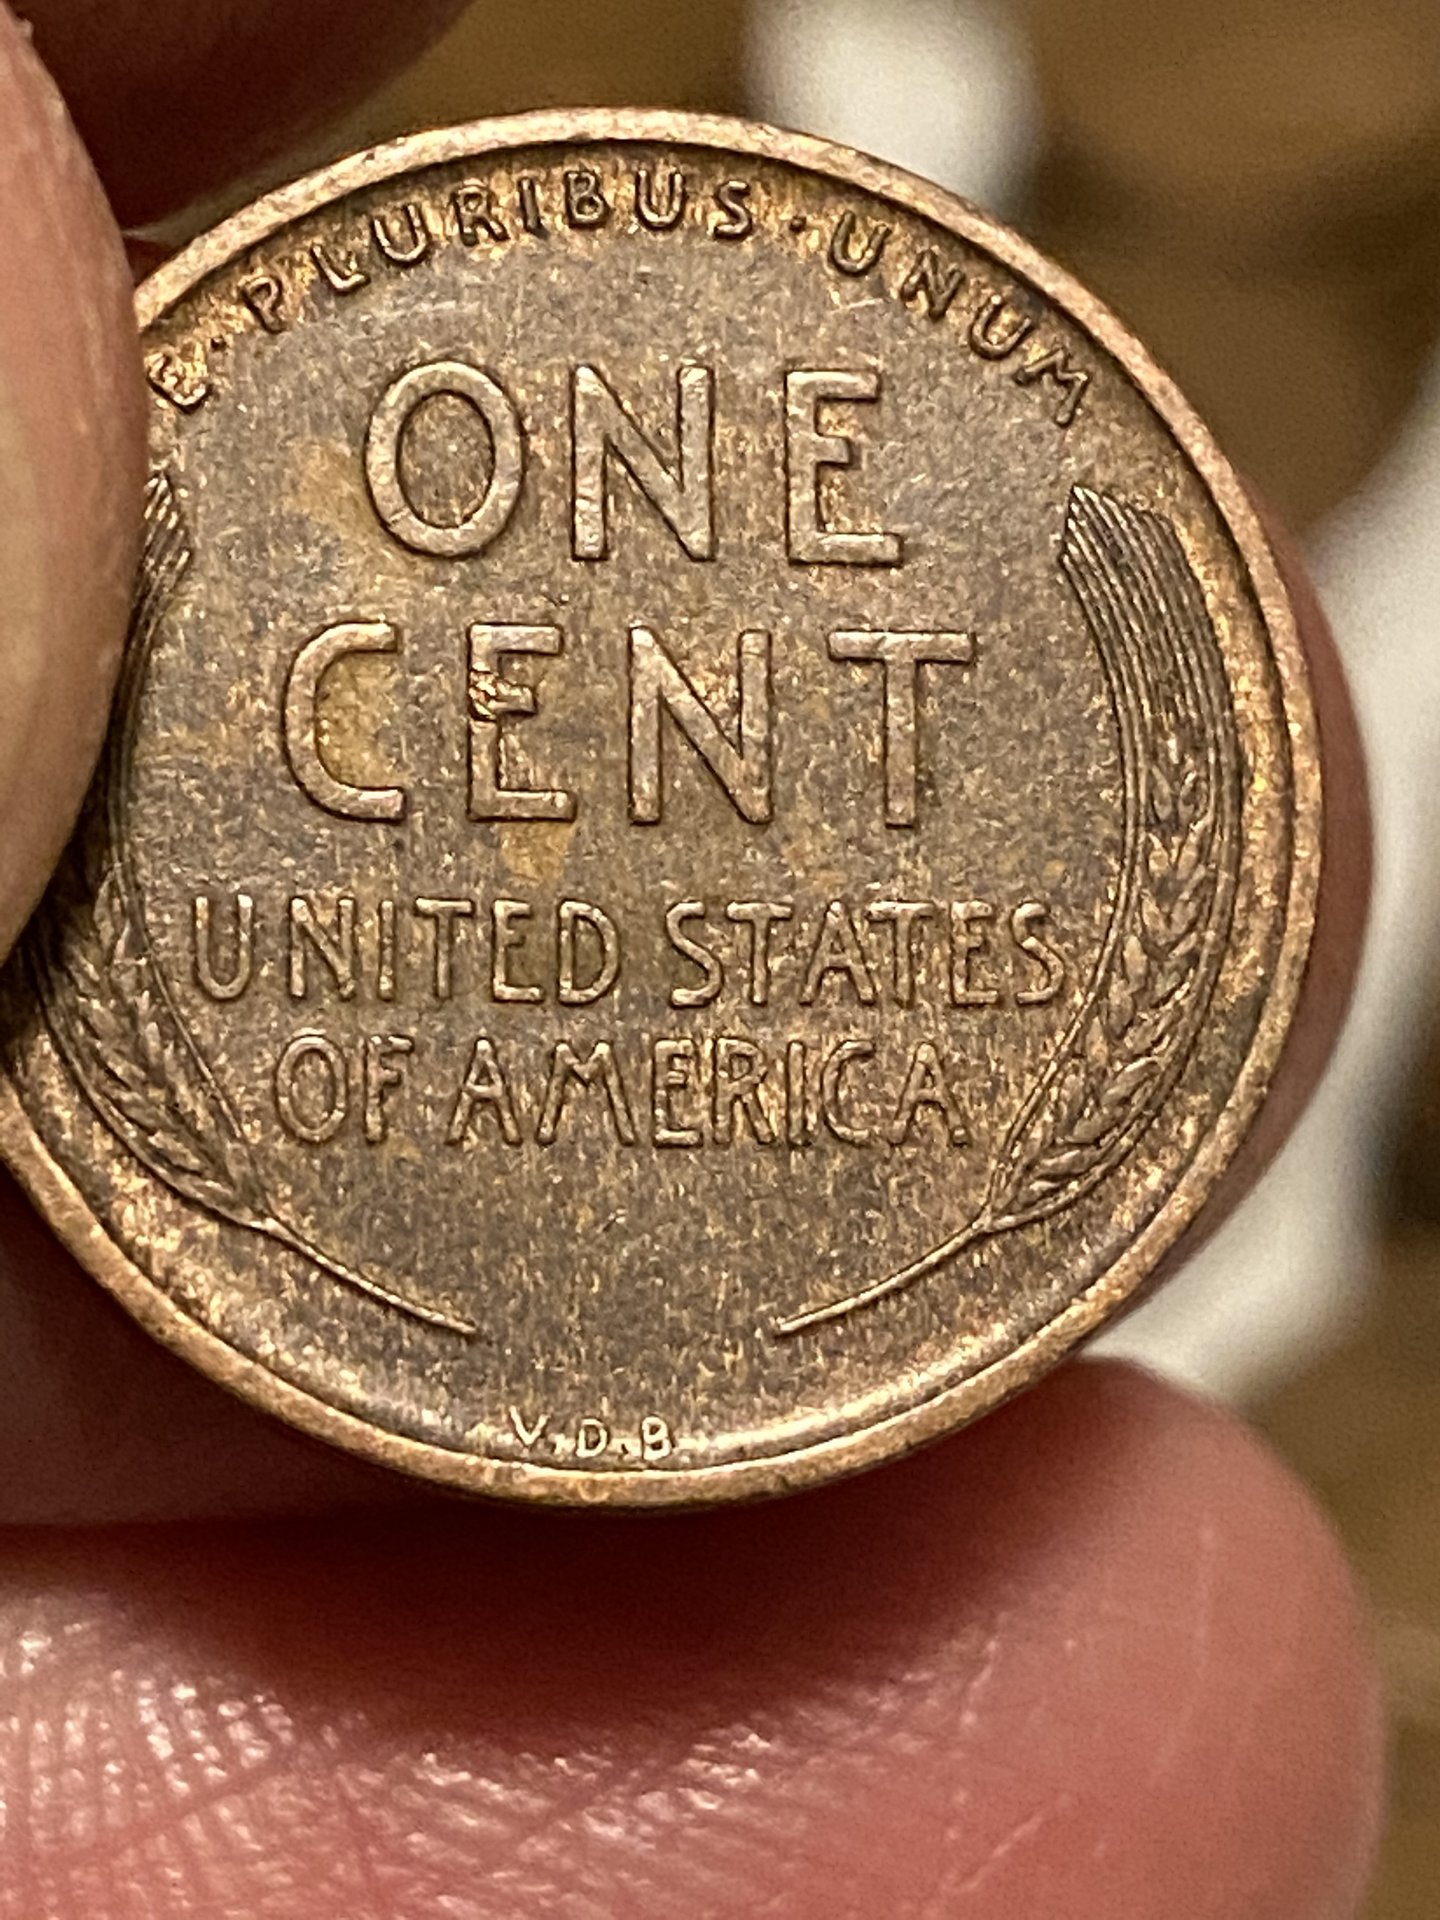 E·PLURIBUS·UNUM
ONE
CENT
UNITED STATES
OF AMERICA
V.D.B.